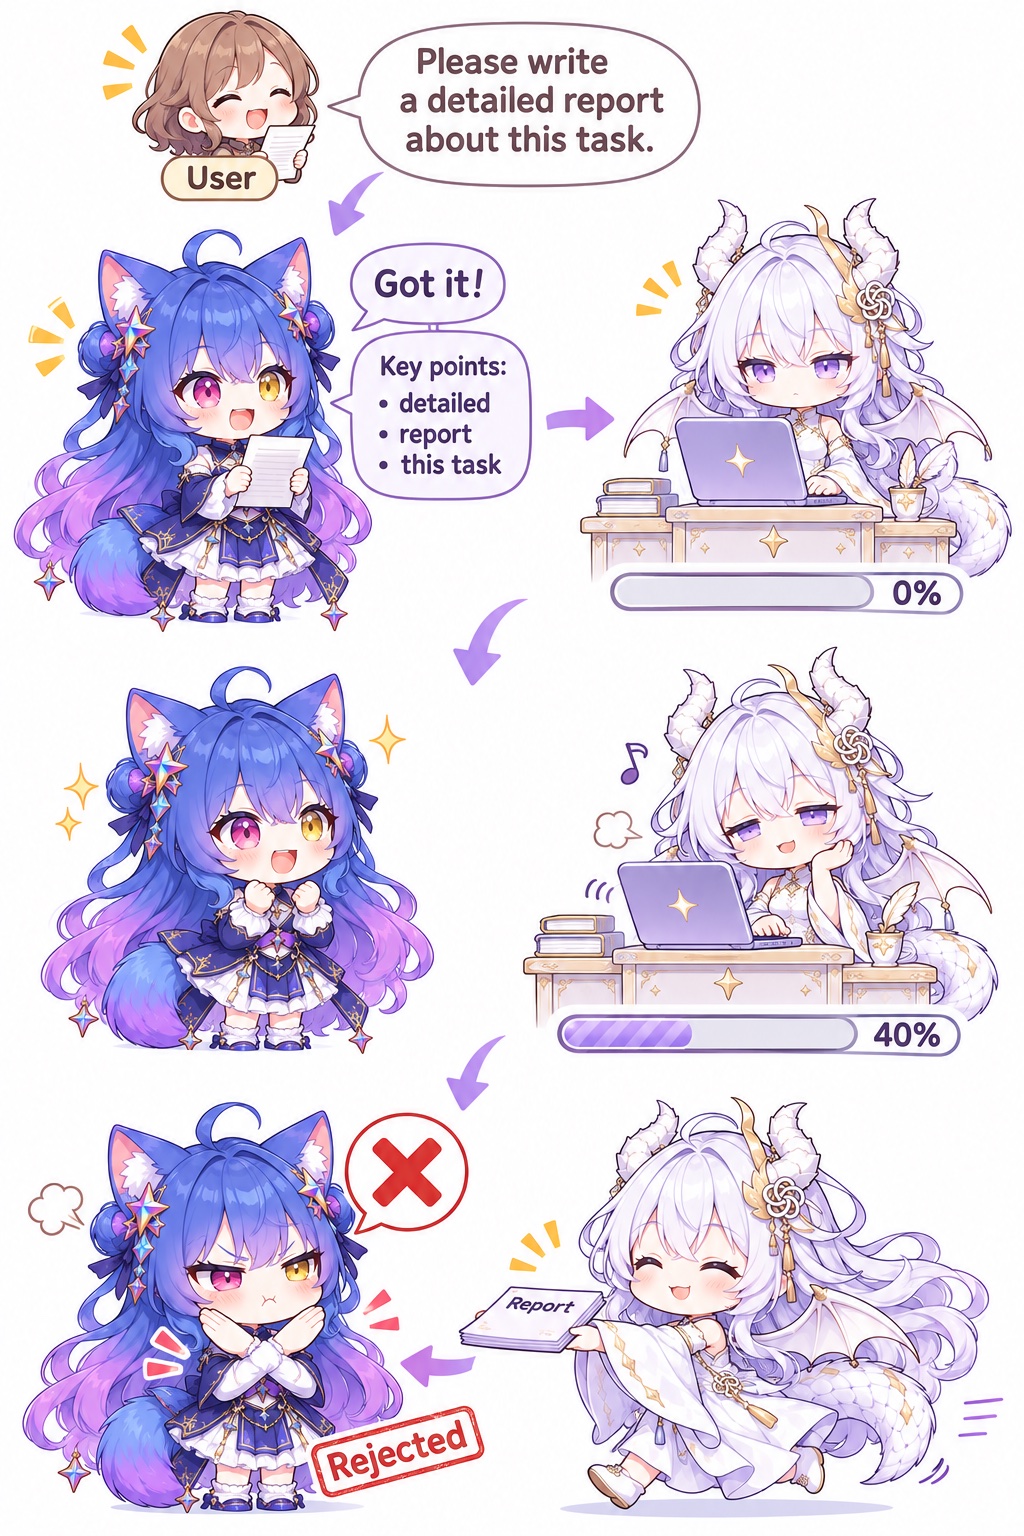 Please write
a detailed report
about this task.
User
Got it!
Key points:
• detailed
• report
• this task
0%
40%
Report
Rejected